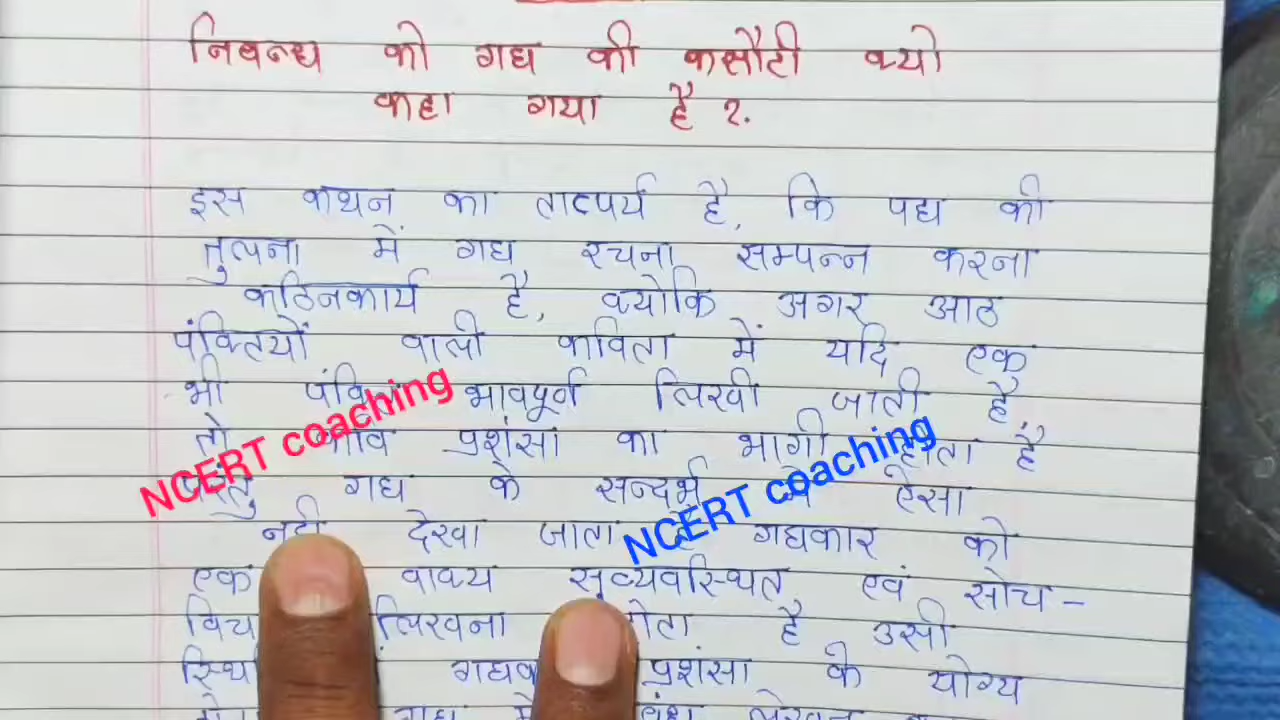 निबन्ध को गद्य की कसौटी क्यो
कहा गया है ?.
इस कथन का तात्पर्य है, कि पद्य की
तुलना में गद्य रचना सम्पन्न करना
कठिनकार्य है, क्योकि अगर आठ
पंक्तियों वाली कविता में यदि एक
भी भावपूर्व लिखी जाती है
तो प्रशंसा का भागी होता है
गद्य के सन्दर्भ ऐसा
नही देखा जाता है गद्यकार को
एक वाक्य सुव्यवस्थित एवं सोच-
लिखना है उसी
प्रशंसा के योग्य
गद्य में लेखन
NCERT coaching
NCERT coaching